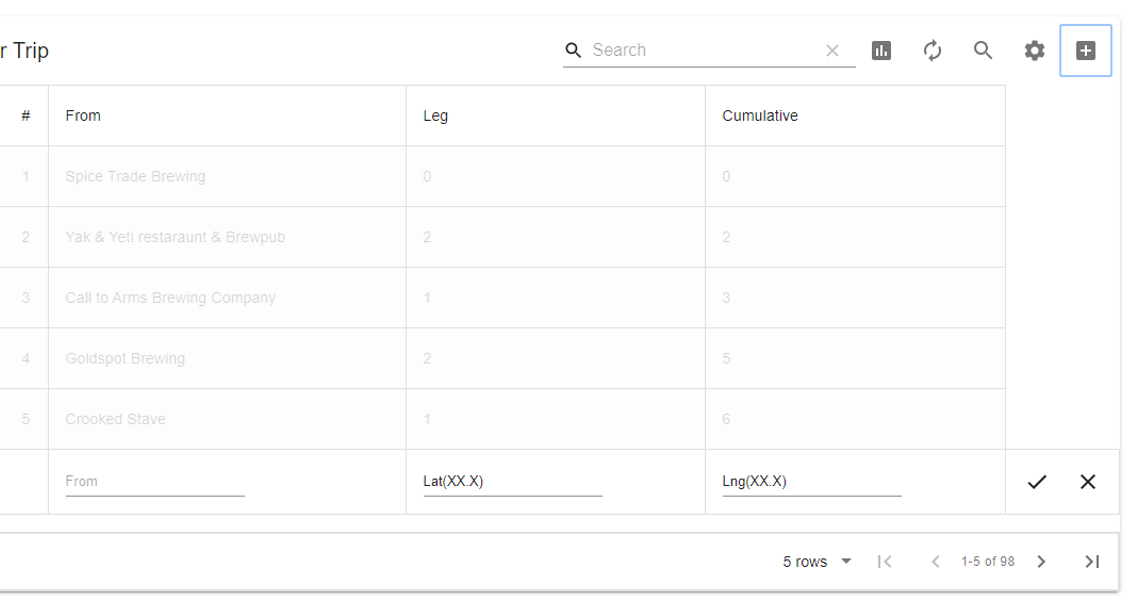 r Trip
Search
# From Leg Cumulative
1 Spice Trade Brewing 0 0
2 Yak & Yeti restaraunt & Brewpub 2 2
3 Call to Arms Brewing Company 1 3
4 Goldspot Brewing 2 5
5 Crooked Stave 1 6
From Lat(XX.X) Lng(XX.X)
5 rows 1-5 of 98